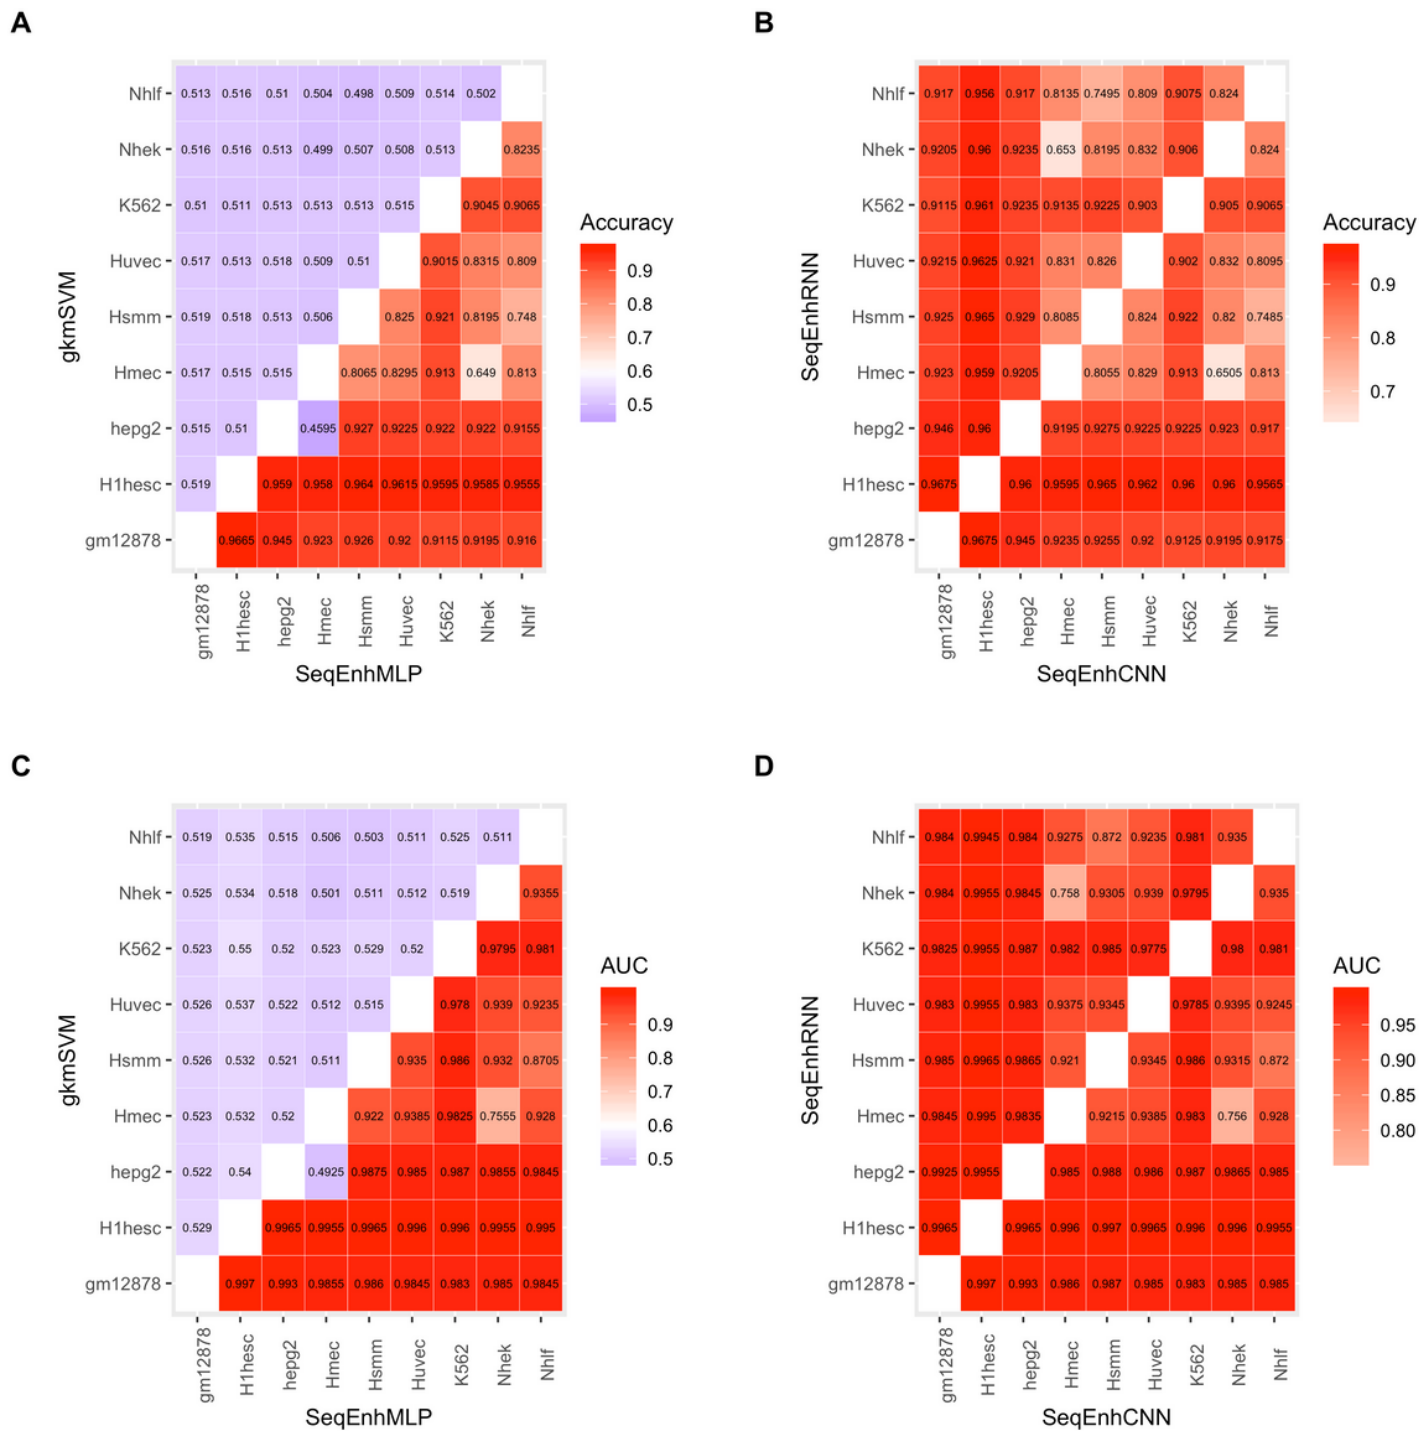 A
Nhlf 0.513 0.516 0.51 0.504 0.498 0.509 0.514 0.502
Nhek 0.516 0.516 0.513 0.499 0.507 0.508 0.513 0.8235
K562 0.51 0.511 0.513 0.513 0.513 0.515 0.9045 0.9065
Huvec 0.517 0.513 0.518 0.509 0.51 0.9015 0.8315 0.809
Hsmm 0.519 0.518 0.513 0.506 0.825 0.921 0.8195 0.748
Hmec 0.517 0.515 0.515 0.8065 0.8295 0.913 0.649 0.813
hepg2 0.515 0.51 0.4595 0.927 0.9225 0.922 0.922 0.9155
H1hesc 0.519 0.959 0.958 0.964 0.9615 0.9595 0.9585 0.9555
gm12878 0.9665 0.945 0.923 0.926 0.92 0.9115 0.9195 0.916
gm12878 H1hesc hepg2 Hmec Hsmm Huvec K562 Nhek Nhlf
SeqEnhMLP
gkmSVM
Accuracy
0.9
0.8
0.7
0.6
0.5
B
Nhlf 0.917 0.956 0.917 0.8135 0.7495 0.809 0.9075 0.824
Nhek 0.9205 0.96 0.9235 0.653 0.8195 0.832 0.906 0.824
K562 0.9115 0.961 0.9235 0.9135 0.9225 0.903 0.905 0.9065
Huvec 0.9215 0.9625 0.921 0.831 0.826 0.902 0.832 0.8095
Hsmm 0.925 0.965 0.929 0.8085 0.824 0.922 0.82 0.7485
Hmec 0.923 0.959 0.9205 0.8055 0.829 0.913 0.6505 0.813
hepg2 0.946 0.96 0.9195 0.9275 0.9225 0.9225 0.923 0.917
H1hesc 0.9675 0.96 0.9595 0.965 0.962 0.96 0.96 0.9565
gm12878 0.9675 0.945 0.9235 0.9255 0.92 0.9125 0.9195 0.9175
gm12878 H1hesc hepg2 Hmec Hsmm Huvec K562 Nhek Nhlf
SeqEnhCNN
SeqEnhRNN
Accuracy
0.9
0.8
0.7
C
Nhlf 0.519 0.535 0.515 0.506 0.503 0.511 0.525 0.511
Nhek 0.525 0.534 0.518 0.501 0.511 0.512 0.519 0.9355
K562 0.523 0.55 0.52 0.523 0.529 0.52 0.9795 0.981
Huvec 0.526 0.537 0.522 0.512 0.515 0.978 0.939 0.9235
Hsmm 0.526 0.532 0.521 0.511 0.935 0.986 0.932 0.8705
Hmec 0.523 0.532 0.52 0.922 0.9385 0.9825 0.7555 0.928
hepg2 0.522 0.54 0.4925 0.9875 0.985 0.987 0.9855 0.9845
H1hesc 0.529 0.9965 0.9955 0.9965 0.996 0.996 0.9955 0.995
gm12878 0.997 0.993 0.9855 0.986 0.9845 0.983 0.985 0.9845
gm12878 H1hesc hepg2 Hmec Hsmm Huvec K562 Nhek Nhlf
SeqEnhMLP
gkmSVM
AUC
0.9
0.8
0.7
0.6
0.5
D
Nhlf 0.984 0.9945 0.984 0.9275 0.872 0.9235 0.981 0.935
Nhek 0.984 0.9955 0.9845 0.758 0.9305 0.939 0.9795 0.935
K562 0.9825 0.9955 0.987 0.982 0.985 0.9775 0.98 0.981
Huvec 0.983 0.9955 0.983 0.9375 0.9345 0.9785 0.9395 0.9245
Hsmm 0.985 0.9965 0.9865 0.921 0.9345 0.986 0.9315 0.872
Hmec 0.9845 0.995 0.9835 0.9215 0.9385 0.983 0.756 0.928
hepg2 0.9925 0.9955 0.985 0.988 0.986 0.987 0.9865 0.985
H1hesc 0.9965 0.9965 0.996 0.997 0.9965 0.996 0.996 0.9955
gm12878 0.997 0.993 0.986 0.987 0.985 0.983 0.985 0.985
gm12878 H1hesc hepg2 Hmec Hsmm Huvec K562 Nhek Nhlf
SeqEnhCNN
SeqEnhRNN
AUC
0.95
0.90
0.85
0.80